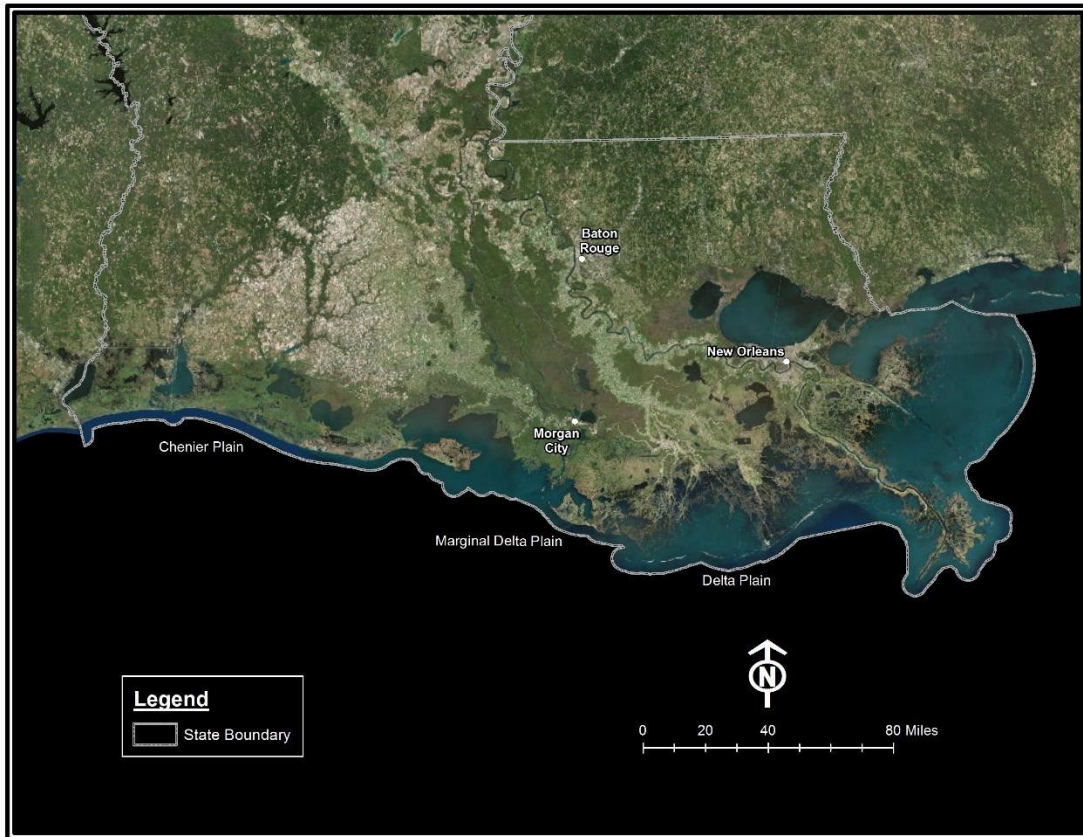 Baton
Rouge
New Orleans
Morgan
City
Chenier Plain
Marginal Delta Plain
Delta Plain
N
Legend
State Boundary
0 20 40 80 Miles